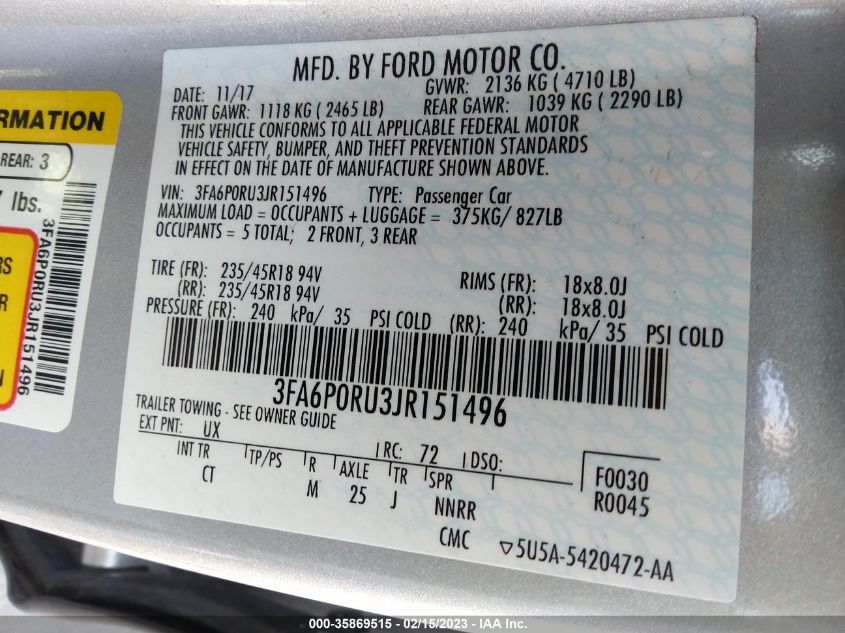 MFD. BY FORD MOTOR CO.
DATE: 11/17 GVWR: 2136 KG ( 4710 LB)
FRONT GAWR: 1118 KG ( 2465 LB) REAR GAWR: 1039 KG ( 2290 LB)
THIS VEHICLE CONFORMS TO ALL APPLICABLE FEDERAL MOTOR
VEHICLE SAFETY, BUMPER, AND THEFT PREVENTION STANDARDS
IN EFFECT ON THE DATE OF MANUFACTURE SHOWN ABOVE.
VIN: 3FA6P0RU3JR151496 TYPE: Passenger Car
MAXIMUM LOAD = OCCUPANTS + LUGGAGE = 375KG/ 827LB
OCCUPANTS = 5 TOTAL; 2 FRONT, 3 REAR
TIRE (FR): 235/45R18 94V RIMS (FR): 18x8.0J
(RR): 235/45R18 94V (RR): 18x8.0J
PRESSURE (FR): 240 kPa/ 35 PSI COLD (RR): 240 kPa/ 35 PSI COLD
3FA6P0RU3JR151496
TRAILER TOWING - SEE OWNER GUIDE
EXT PNT: UX RC: 72 DSO:
INT TR TP/PS R AXLE TR SPR F0030
CT M 25 J NNRR R0045
CMC ▽5U5A-5420472-AA
REAR: 3
lbs.
3FA6P0RU3JR151496
000-35869515 - 02/15/2023 - IAA Inc.